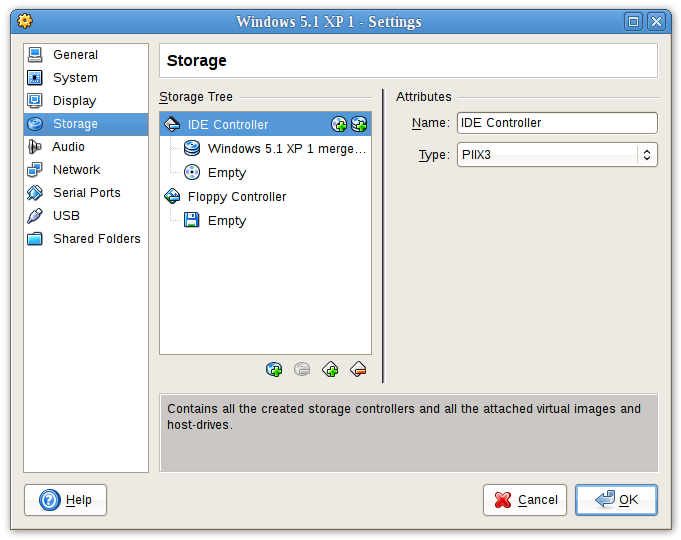 Windows 5.1 XP 1 - Settings
General
System
Display
Storage
Audio
Network
Serial Ports
USB
Shared Folders
Storage
Storage Tree
IDE Controller
Windows 5.1 XP 1 merge...
Empty
Floppy Controller
Empty
Attributes
Name: IDE Controller
Type: PIIX3
Contains all the created storage controllers and all the attached virtual images and
host-drives.
Help
Cancel
OK